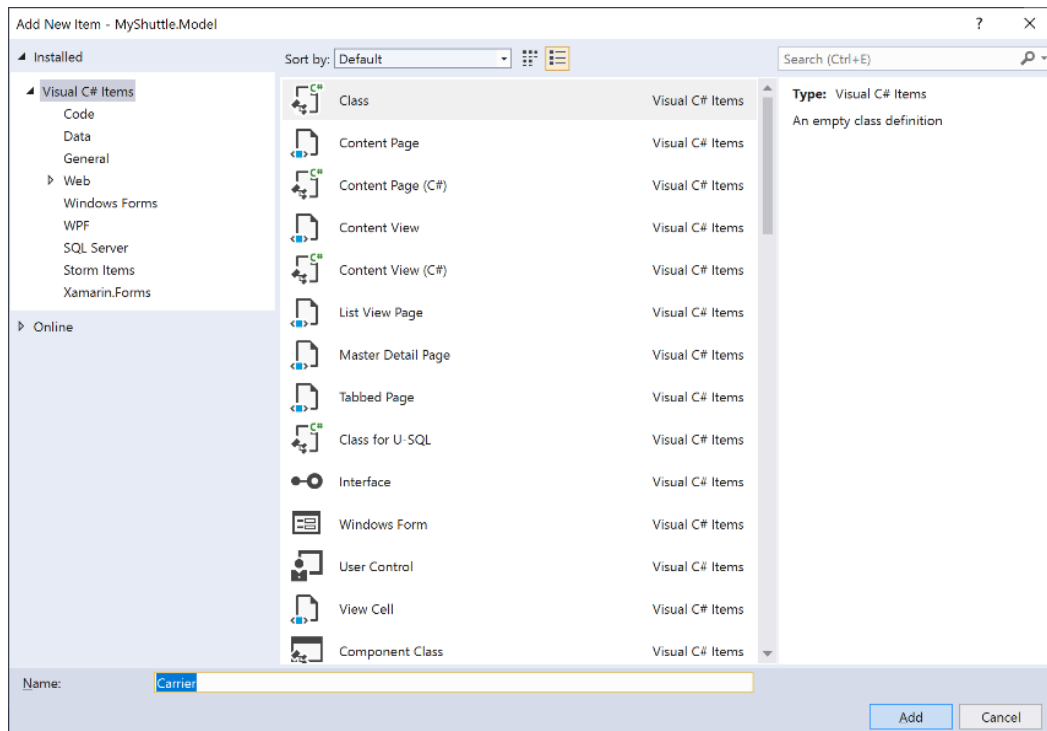 Add New Item - MyShuttle.Model
? ×
Installed
Sort by: Default
Search (Ctrl+E)
Visual C# Items
Code
Data
General
Web
Windows Forms
WPF
SQL Server
Storm Items
Xamarin.Forms
Online
C# Class Visual C# Items
Content Page Visual C# Items
C# Content Page (C#) Visual C# Items
Content View Visual C# Items
C# Content View (C#) Visual C# Items
List View Page Visual C# Items
Master Detail Page Visual C# Items
Tabbed Page Visual C# Items
C# Class for U-SQL Visual C# Items
Interface Visual C# Items
Windows Form Visual C# Items
User Control Visual C# Items
View Cell Visual C# Items
Component Class Visual C# Items
Type: Visual C# Items
An empty class definition
Name: Carrier
Add Cancel